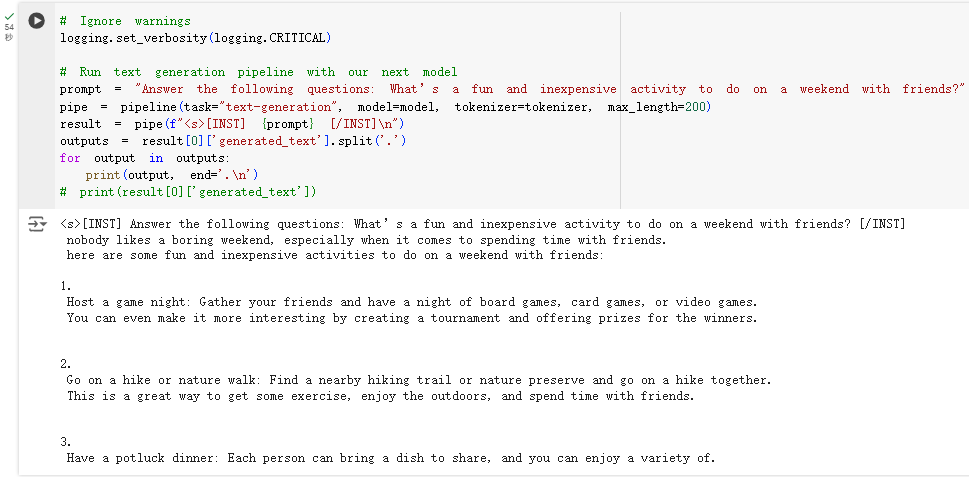 # Ignore warnings
logging.set_verbosity(logging.CRITICAL)
# Run text generation pipeline with our next model
prompt = "Answer the following questions: What's a fun and inexpensive activity to do on a weekend with friends?"
pipe = pipeline(task="text-generation", model=model, tokenizer=tokenizer, max_length=200)
result = pipe(f"<s>[INST] {prompt} [/INST]\n")
outputs = result[0]['generated_text'].split('.')
for output in outputs:
    print(output, end='.\n')
# print(result[0]['generated_text'])
54
秒
<s>[INST] Answer the following questions: What's a fun and inexpensive activity to do on a weekend with friends? [/INST]
nobody likes a boring weekend, especially when it comes to spending time with friends.
here are some fun and inexpensive activities to do on a weekend with friends:
1.
Host a game night: Gather your friends and have a night of board games, card games, or video games.
You can even make it more interesting by creating a tournament and offering prizes for the winners.
2.
Go on a hike or nature walk: Find a nearby hiking trail or nature preserve and go on a hike together.
This is a great way to get some exercise, enjoy the outdoors, and spend time with friends.
3.
Have a potluck dinner: Each person can bring a dish to share, and you can enjoy a variety of.